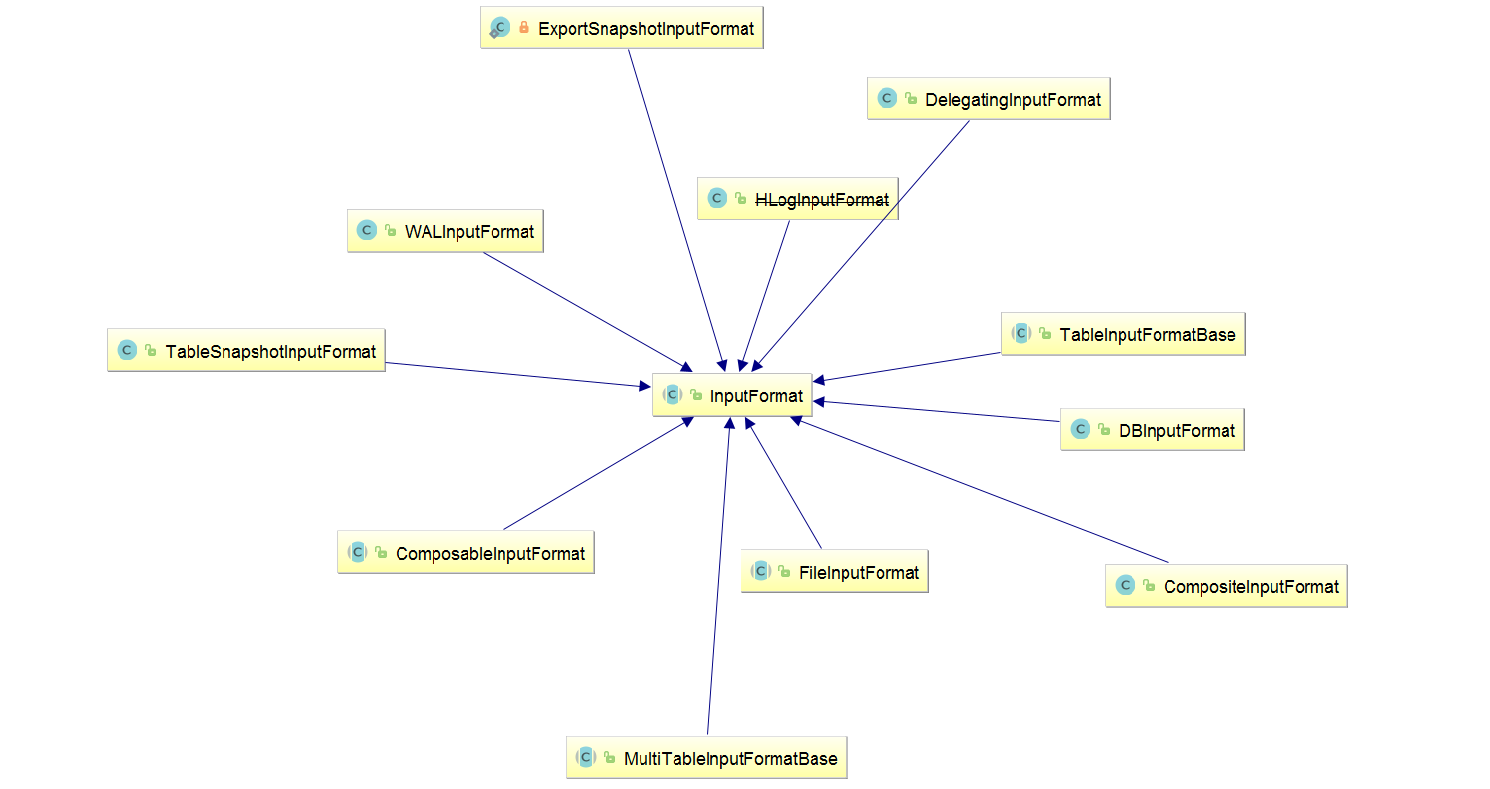 ExportSnapshotInputFormat
DelegatingInputFormat
HLogInputFormat
WALInputFormat
TableInputFormatBase
TableSnapshotInputFormat
InputFormat
DBInputFormat
ComposableInputFormat
FileInputFormat
CompositeInputFormat
MultiTableInputFormatBase